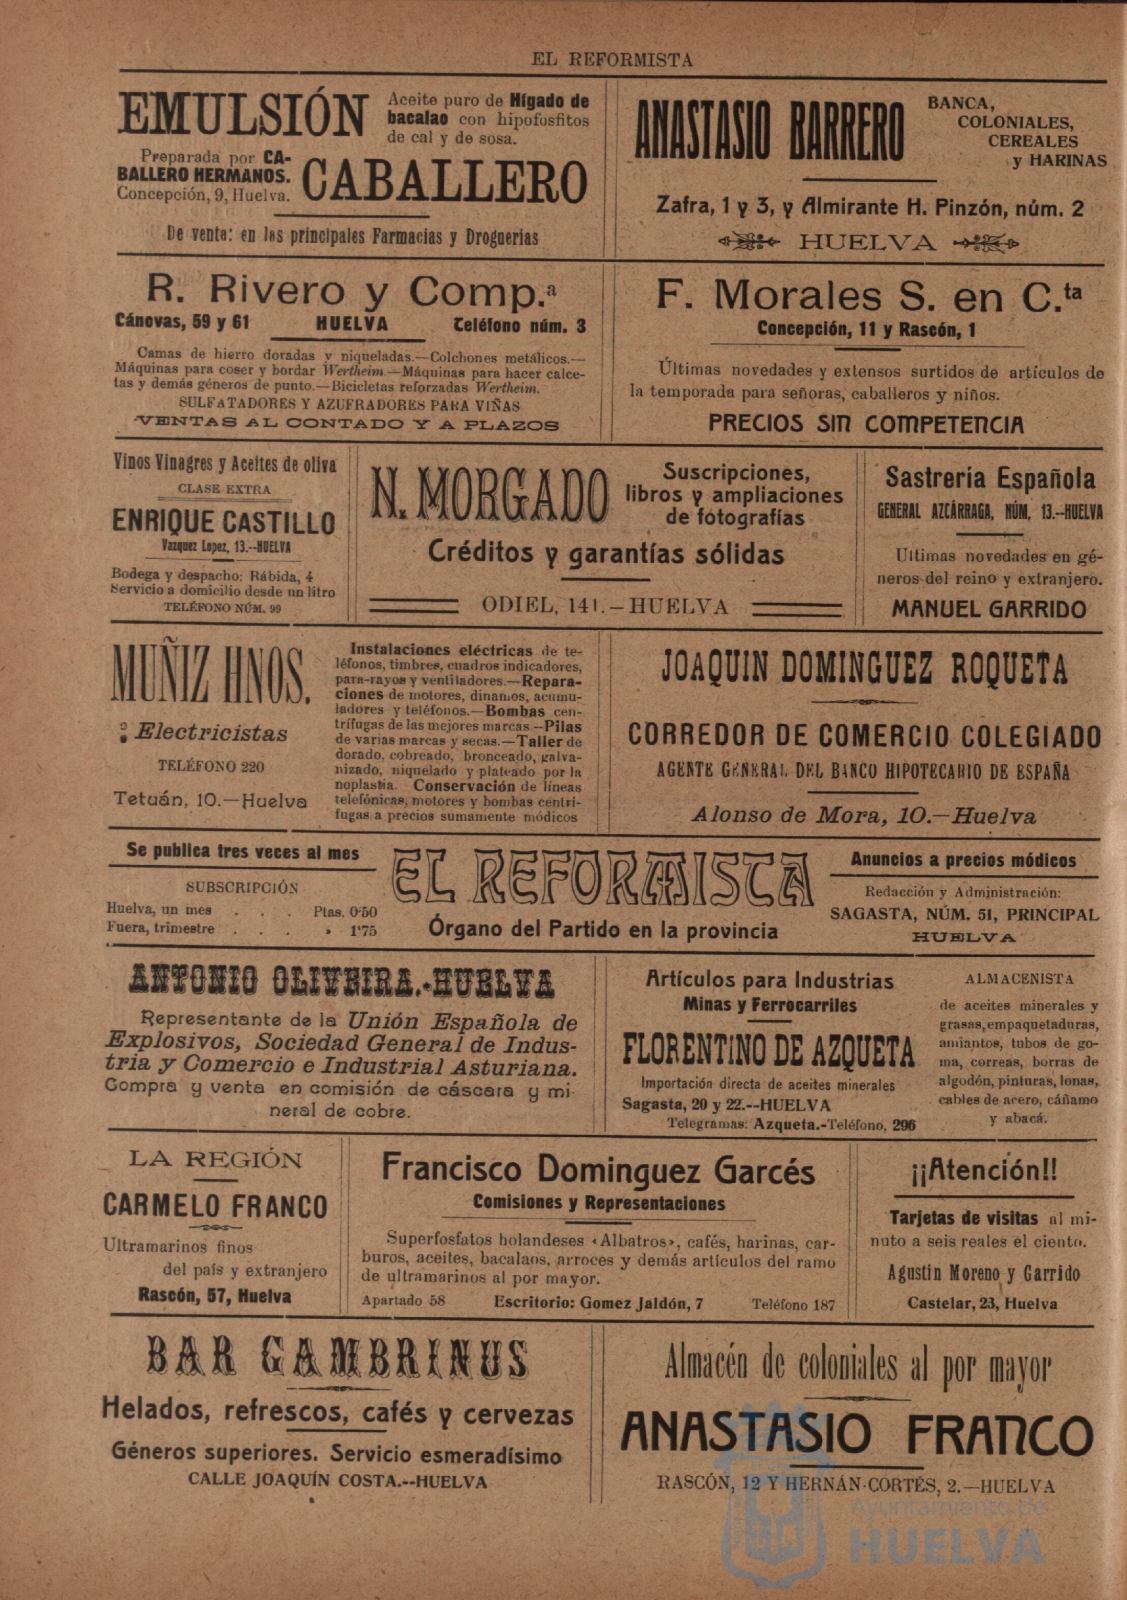 EL REFORMISTA
EMULSIÓN
Aceite puro de Hígado de
bacalao con hipofosfitos
de cal y de sosa.
Preparada por CA-
BALLERO HERMANOS.
Concepción, 9, Huelva.
CABALLERO
De venta: en las principales Farmacias y Droguerias
ANASTASIO BARRERO
BANCA,
COLONIALES,
CEREALES
y HARINAS
Zafra, 1 y 3, y Almirante H. Pinzón, núm. 2
HUELVA
R. Rivero y Comp.ª
Cánovas, 59 y 61 HUELVA Teléfono núm. 3
Camas de hierro doradas y niqueladas.—Colchones metálicos.—
Máquinas para coser y bordar Wertheim.—Máquinas para hacer calce-
tas y demás géneros de punto.—Bicicletas reforzadas Wertheim.
SULFATADORES Y AZUFRADORES PARA VIÑAS
VENTAS AL CONTADO Y A PLAZOS
F. Morales S. en C.ta
Concepción, 11 y Rascón, 1
Últimas novedades y extensos surtidos de artículos de
la temporada para señoras, caballeros y niños.
PRECIOS SIN COMPETENCIA
Vinos Vinagres y Aceites de oliva
CLASE EXTRA
ENRIQUE CASTILLO
Vazquez Lopez, 13.--HUELVA
Bodega y despacho: Rábida, 4
Servicio a domicilio desde un litro
TELÉFONO NÚM. 99
N. MORGADO
Suscripciones,
libros y ampliaciones
de fotografías
Créditos y garantías sólidas
ODIEL, 141.—HUELVA
Sastrería Española
GENERAL AZCÁRRAGA, NÚM, 13.--HUELVA
Ultimas novedades en gé-
neros del reino y extranjero.
MANUEL GARRIDO
MUÑIZ HNOS.
Electricistas
TELÉFONO 220
Tetuán, 10.—Huelva
Instalaciones eléctricas de te-
léfonos, timbres, cuadros indicadores,
para-rayos y ventiladores.—Repara-
ciones de motores, dinamos, acumu-
ladores y teléfonos.—Bombas cen-
trífugas de las mejores marcas.—Pilas
de varias marcas y secas.—Taller de
dorado, cobreado, bronceado, galva-
nizado, niquelado y plateado por la
noplastia. Conservación de líneas
telefónicas, motores y bombas centrí-
fugas a precios sumamente módicos
JOAQUIN DOMINGUEZ ROQUETA
CORREDOR DE COMERCIO COLEGIADO
AGENTE GENERAL DEL BANCO HIPOTECARIO DE ESPAÑA
Alonso de Mora, 10.—Huelva
Se publica tres veces al mes
SUBSCRIPCIÓN
Huelva, un mes . . . Ptas. 0'50
Fuera, trimestre . . . » 1'75
EL REFORMISTA
Órgano del Partido en la provincia
Anuncios a precios módicos
Redacción y Administración:
SAGASTA, NÚM. 51, PRINCIPAL
HUELVA
ANTONIO OLIVEIRA.-HUELVA
Representante de la Unión Española de
Explosivos, Sociedad General de Indus-
tria y Comercio e Industrial Asturiana.
Compra y venta en comisión de cáscara y mi-
neral de cobre.
Artículos para Industrias
Minas y Ferrocarriles
FLORENTINO DE AZQUETA
Importación directa de aceites minerales
Sagasta, 20 y 22.--HUELVA
Telegramas: Azqueta.-Teléfono, 296
ALMACENISTA
de aceites minerales y
grasas, empaquetaduras,
amiantos, tubos de go-
ma, correas, borras de
algodón, pinturas, lonas,
cables de acero, cáñamo
y abacá.
LA REGIÓN
CARMELO FRANCO
Ultramarinos finos
del país y extranjero
Rascón, 57, Huelva
Francisco Dominguez Garcés
Comisiones y Representaciones
Superfosfatos holandeses «Albatros», cafés, harinas, car-
buros, aceites, bacalaos, arroces y demás artículos del ramo
de ultramarinos al por mayor.
Apartado 58 Escritorio: Gomez Jaldón, 7 Teléfono 187
¡¡Atención!!
Tarjetas de visitas al mi-
nuto a seis reales el ciento.
Agustin Moreno y Garrido
Castelar, 23, Huelva
BAR GAMBRINUS
Helados, refrescos, cafés y cervezas
Géneros superiores. Servicio esmeradísimo
CALLE JOAQUÍN COSTA.--HUELVA
Almacén de coloniales al por mayor
ANASTASIO FRANCO
RASCÓN, 12 Y HERNÁN-CORTÉS, 2.—HUELVA
Ayuntamiento de
HUELVA